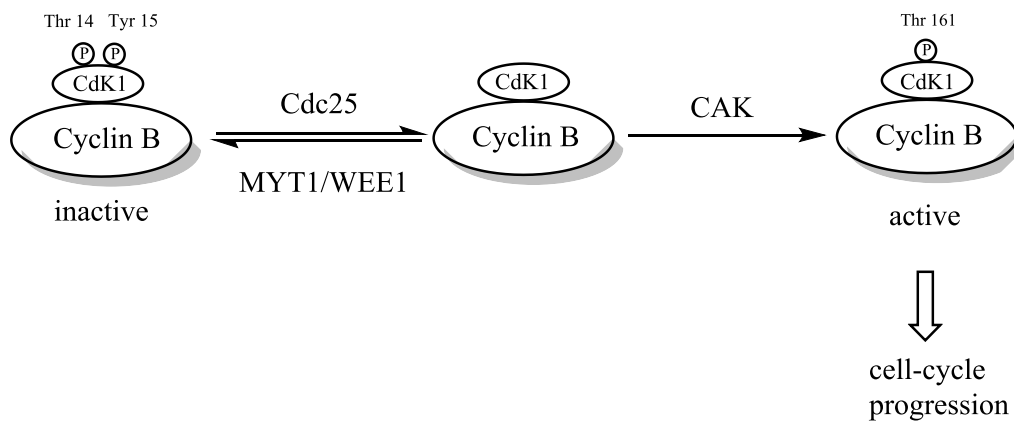 Thr 14 Tyr 15
P P
CdK1
Cyclin B
inactive
Cdc25
MYT1/WEE1
CdK1
Cyclin B
CAK
Thr 161
P
CdK1
Cyclin B
active
cell-cycle
progression